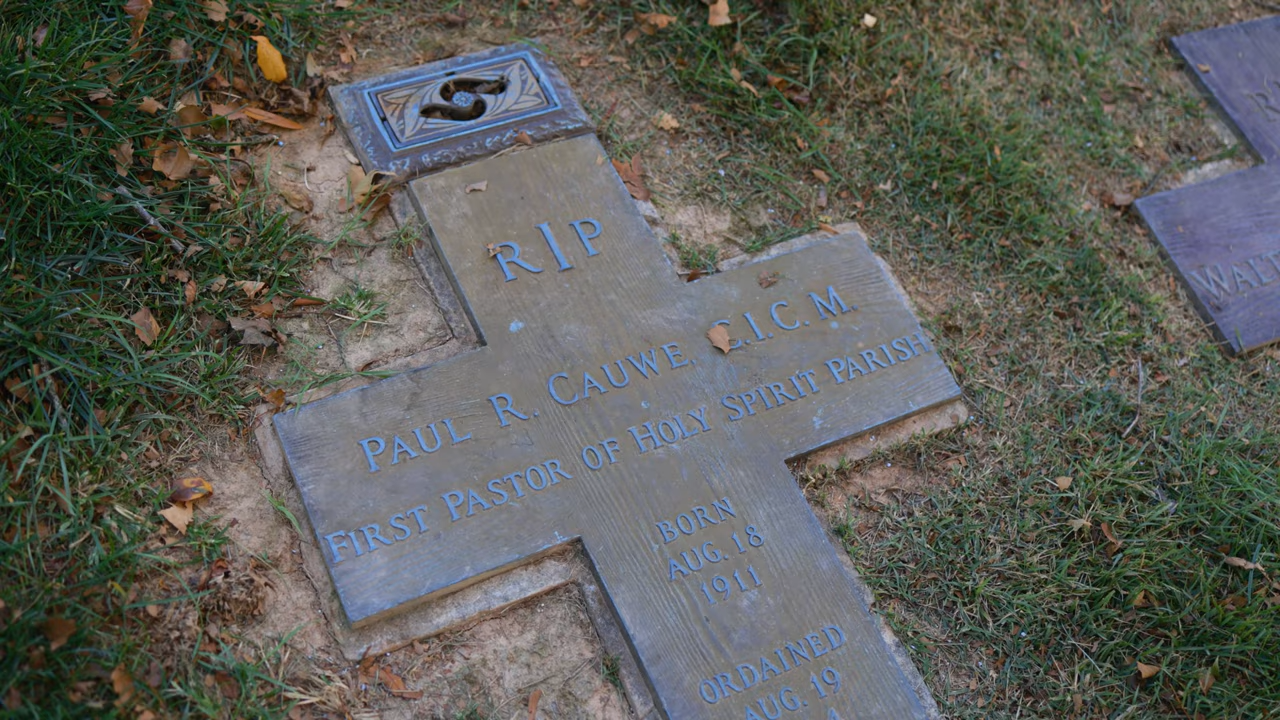 RIP
PAUL R. CAUWE, C.I.C.M.
FIRST PASTOR OF HOLY SPIRIT PARISH
BORN
AUG. 18
1911
ORDAINED
AUG. 19